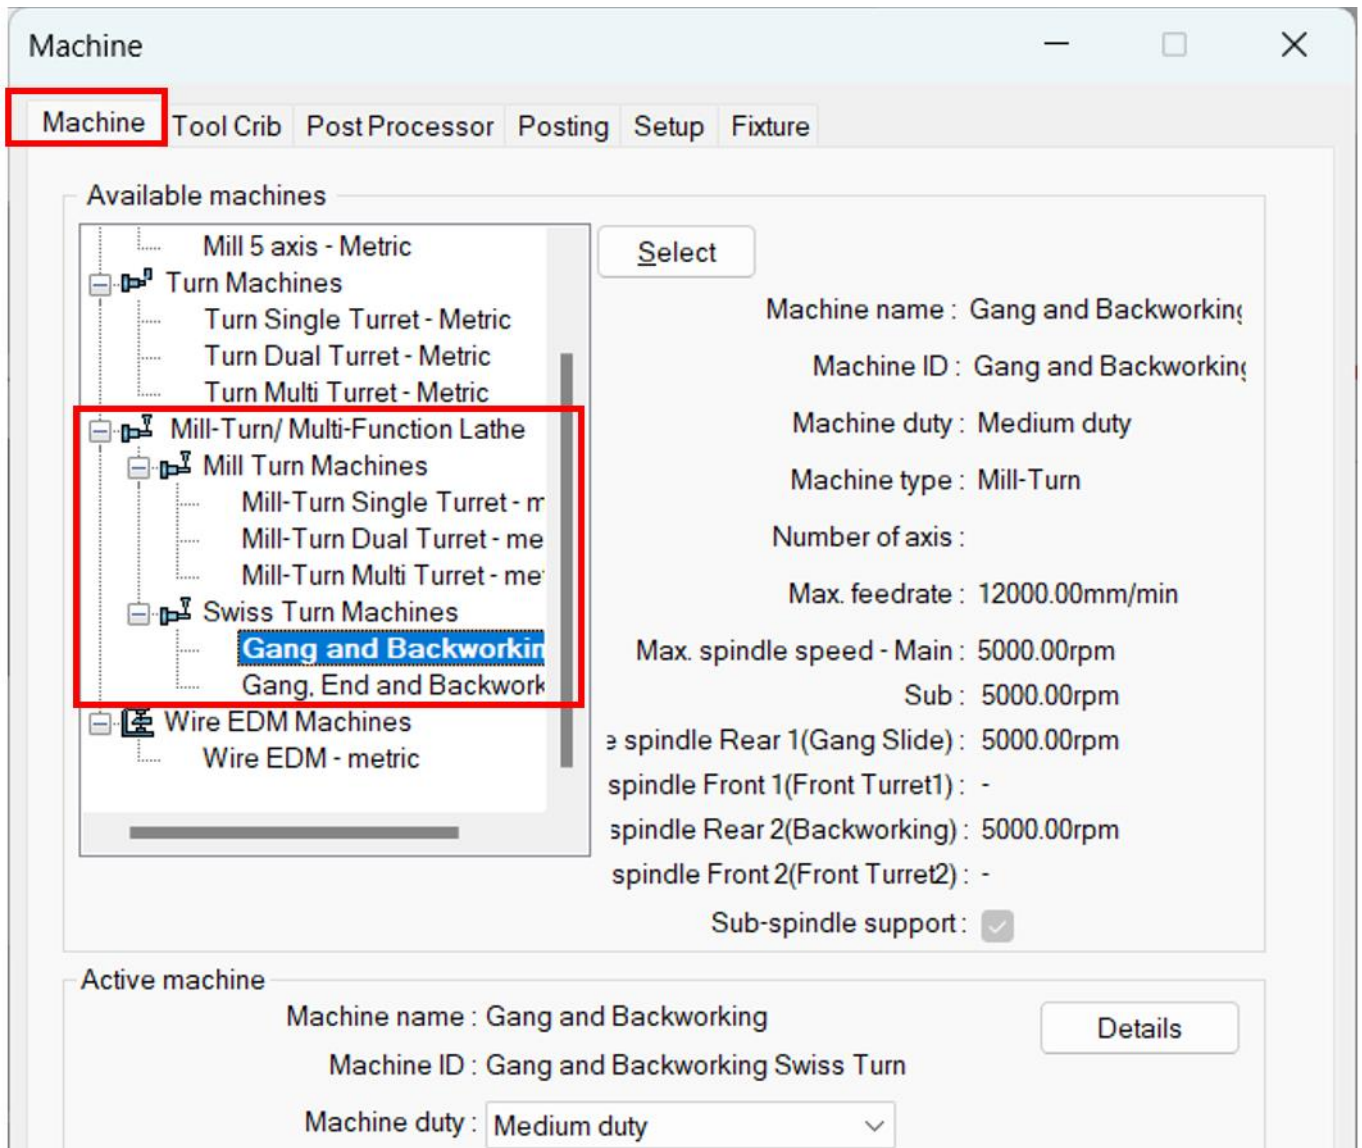 Machine
Machine Tool Crib Post Processor Posting Setup Fixture
Available machines
Mill 5 axis - Metric
Turn Machines
Turn Single Turret - Metric
Turn Dual Turret - Metric
Turn Multi Turret - Metric
Mill-Turn/ Multi-Function Lathe
Mill Turn Machines
Mill-Turn Single Turret - m
Mill-Turn Dual Turret - me
Mill-Turn Multi Turret - me
Swiss Turn Machines
Gang and Backworkin
Gang, End and Backwork
Wire EDM Machines
Wire EDM - metric
Select
Machine name : Gang and Backworking
Machine ID : Gang and Backworking
Machine duty : Medium duty
Machine type : Mill-Turn
Number of axis :
Max. feedrate : 12000.00mm/min
Max. spindle speed - Main : 5000.00rpm
Sub : 5000.00rpm
e spindle Rear 1(Gang Slide) : 5000.00rpm
spindle Front 1(Front Turret1) : -
spindle Rear 2(Backworking) : 5000.00rpm
spindle Front 2(Front Turret2) : -
Sub-spindle support :
Active machine
Machine name : Gang and Backworking
Details
Machine ID : Gang and Backworking Swiss Turn
Machine duty : Medium duty